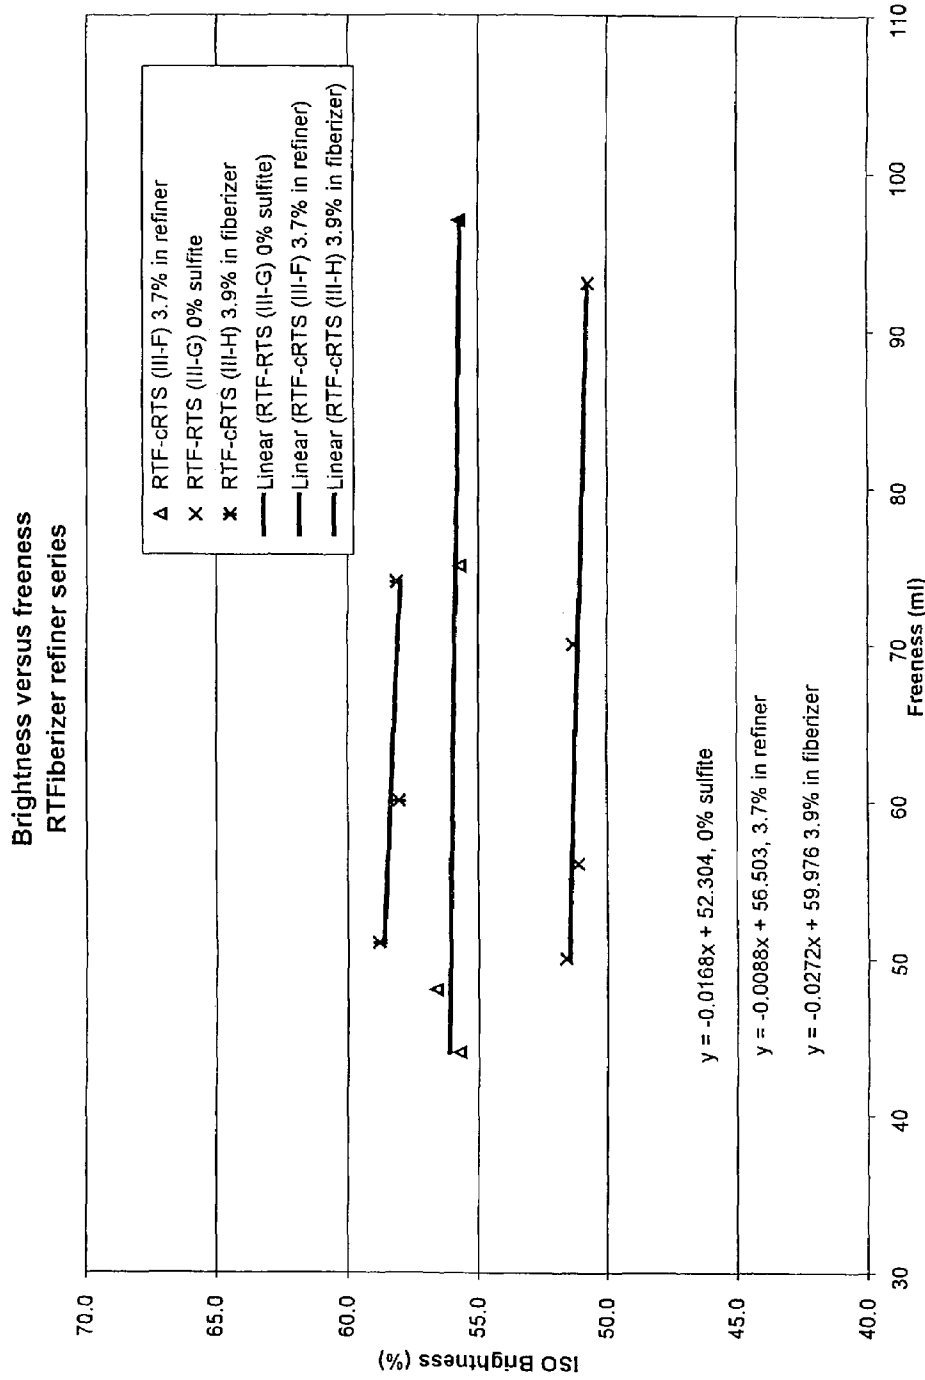 Brightness versus freeness
RTFiberizer refiner series
ISO Brightness (%)
70.0
65.0
60.0
55.0
50.0
45.0
40.0
RTF-cRTS (III-F) 3.7% in refiner
RTF-RTS (III-G) 0% sulfite
RTF-cRTS (III-H) 3.9% in fiberizer
Linear (RTF-RTS (III-G) 0% sulfite)
Linear (RTF-cRTS (III-F) 3.7% in refiner)
Linear (RTF-cRTS (III-H) 3.9% in fiberizer)
y = -0.0168x + 52.304, 0% sulfite
y = -0.0088x + 56.503, 3.7% in refiner
y = -0.0272x + 59.976 3.9% in fiberizer
30
40
50
60
70
80
90
100
110
Freeness (ml)